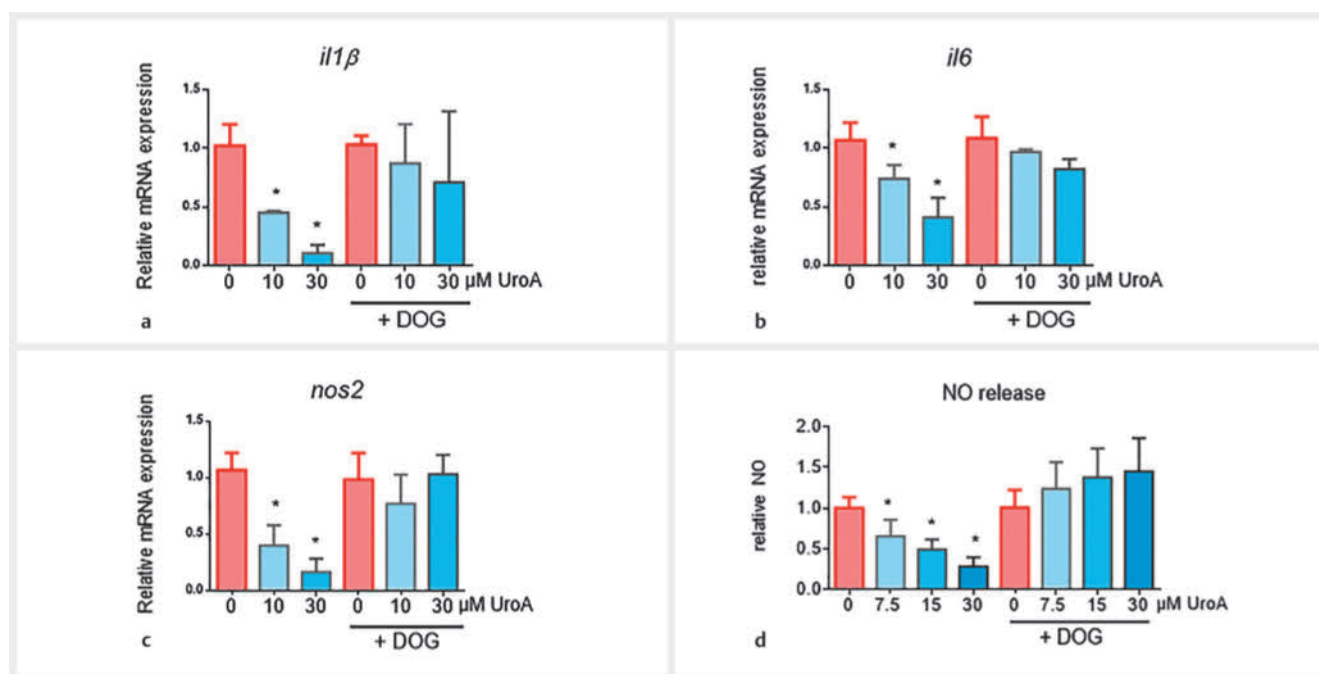 il1β
Relative mRNA expression
1.5
1.0
0.5
0.0
0 10 30 0 10 30 µM UroA
+ DOG
a
il6
relative mRNA expression
1.5
1.0
0.5
0.0
0 10 30 0 10 30 µM UroA
+ DOG
b
nos2
Relative mRNA expression
1.5
1.0
0.5
0.0
* *
0 10 30 0 10 30 µM UroA
+ DOG
c
NO release
relative NO
2.0
1.5
1.0
0.5
0.0
* * *
0 7.5 15 30 0 7.5 15 30 µM UroA
+ DOG
d